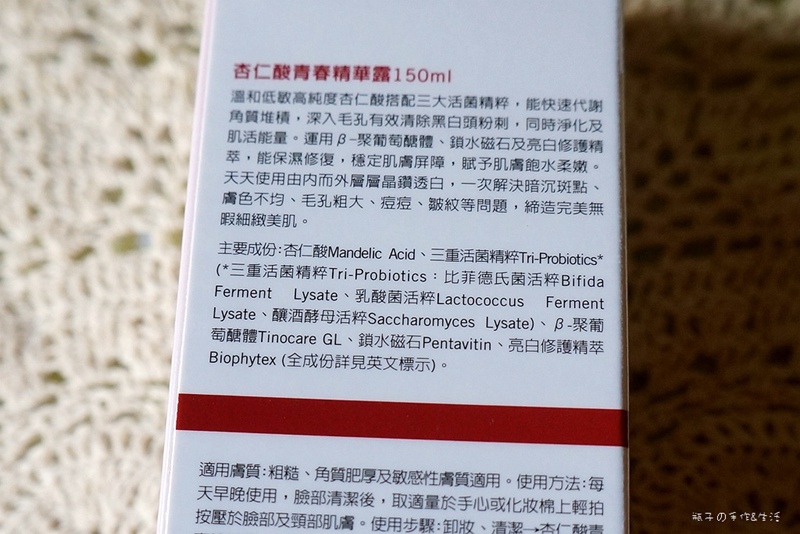 杏仁酸青春精華露150ml
溫和低敏高純度杏仁酸搭配三大活菌精粹，能快速代謝
角質堆積，深入毛孔有效清除黑白頭粉刺，同時淨化及
肌活能量。運用β-聚葡萄醣體、鎖水磁石及亮白修護精
萃，能保濕修復，穩定肌膚屏障，賦予肌膚飽水柔嫩。
天天使用由內而外層層晶鑽透白，一次解決暗沉斑點、
膚色不均、毛孔粗大、痘痘、皺紋等問題，締造完美無
暇細緻美肌。
主要成份:杏仁酸Mandelic Acid、三重活菌精粹Tri-Probiotics*
(*三重活菌精粹Tri-Probiotics：比菲德氏菌活粹Bifida
Ferment Lysate、乳酸菌活粹Lactococcus Ferment
Lysate、釀酒酵母活粹Saccharomyces Lysate)、β-聚葡
萄醣體Tinocare GL、鎖水磁石Pentavitin、亮白修護精萃
Biophytex (全成份詳見英文標示)。
適用膚質:粗糙、角質肥厚及敏感性膚質適用。使用方法:每
天早晚使用，臉部清潔後，取適量於手心或化妝棉上輕拍
按壓於臉部及頸部肌膚。使用步驟:卸妝、清潔→杏仁酸青
瓶子の手作&生活